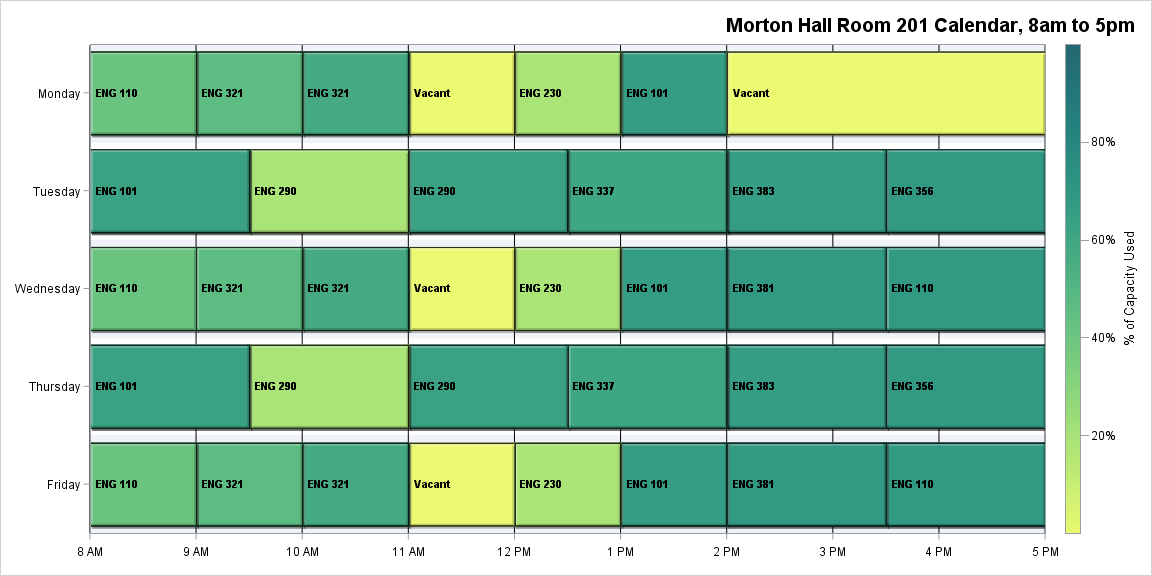 Morton Hall Room 201 Calendar, 8am to 5pm
Monday
ENG 110
ENG 321
ENG 321
Vacant
ENG 230
ENG 101
Vacant
Tuesday
ENG 101
ENG 290
ENG 290
ENG 337
ENG 383
ENG 356
Wednesday
ENG 110
ENG 321
ENG 321
Vacant
ENG 230
ENG 101
ENG 381
ENG 110
Thursday
ENG 101
ENG 290
ENG 290
ENG 337
ENG 383
ENG 356
Friday
ENG 110
ENG 321
ENG 321
Vacant
ENG 230
ENG 101
ENG 381
ENG 110
8 AM
9 AM
10 AM
11 AM
12 PM
1 PM
2 PM
3 PM
4 PM
5 PM
80%
60%
40%
20%
% of Capacity Used